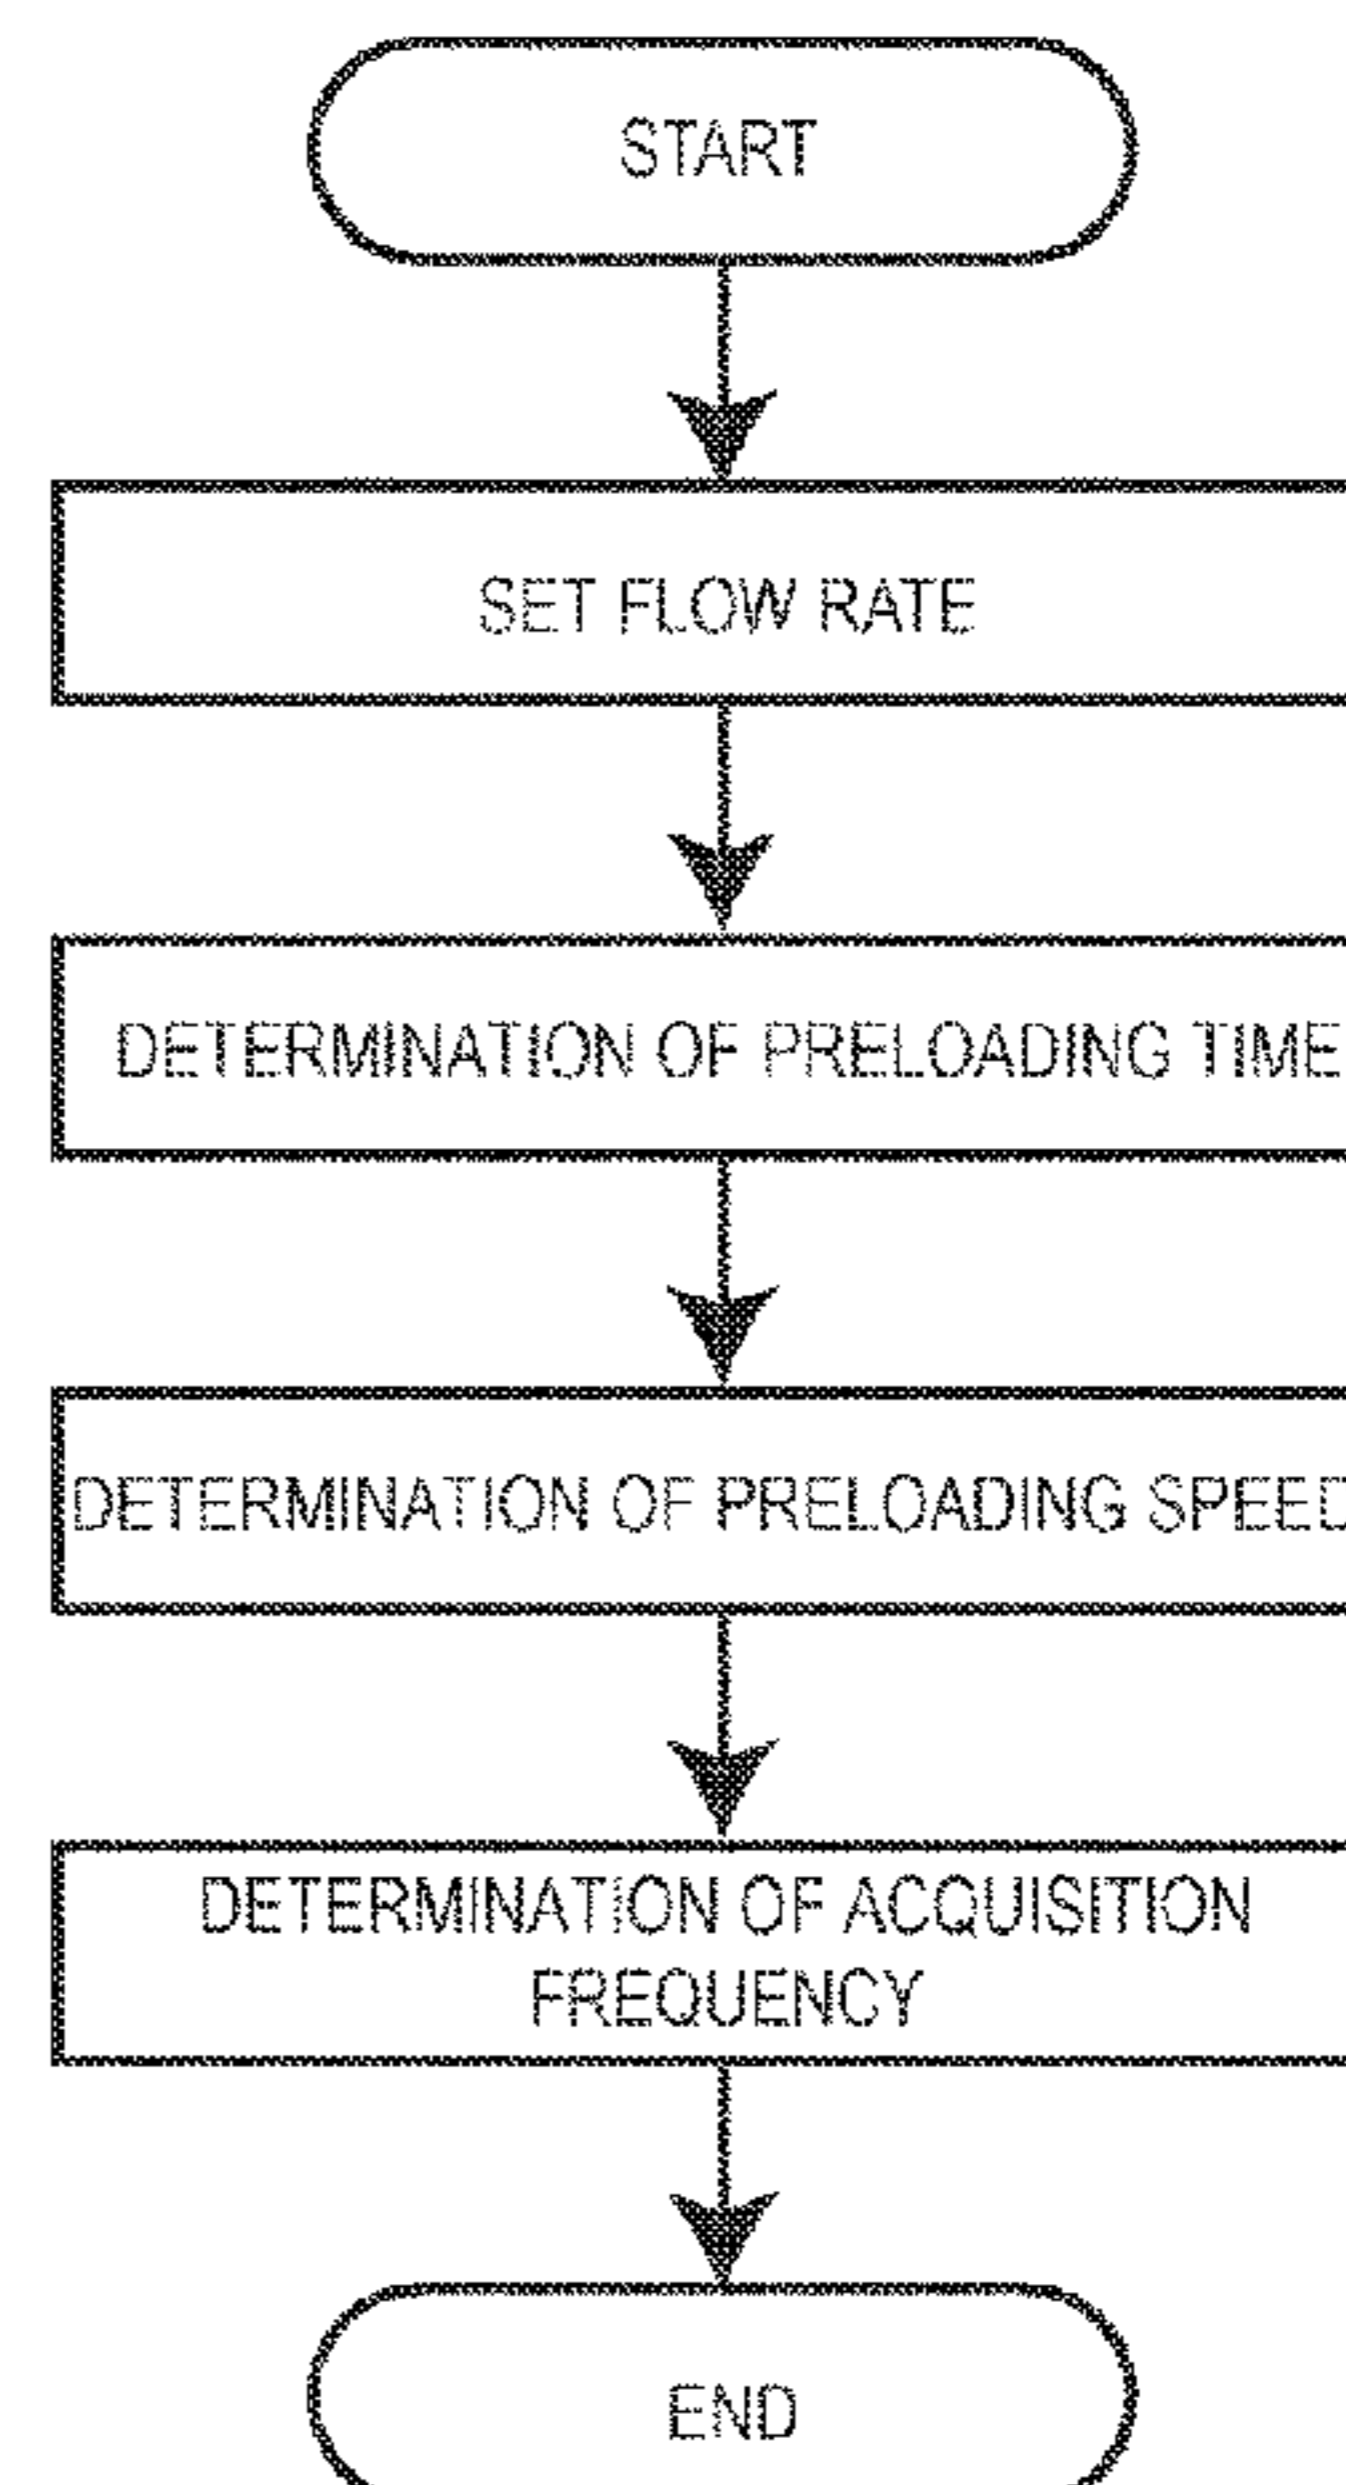 START
SET FLOW RATE
DETERMINATION OF PRELOADING TIME
DETERMINATION OF PRELOADING SPEED
DETERMINATION OF ACQUISITION
FREQUENCY
END